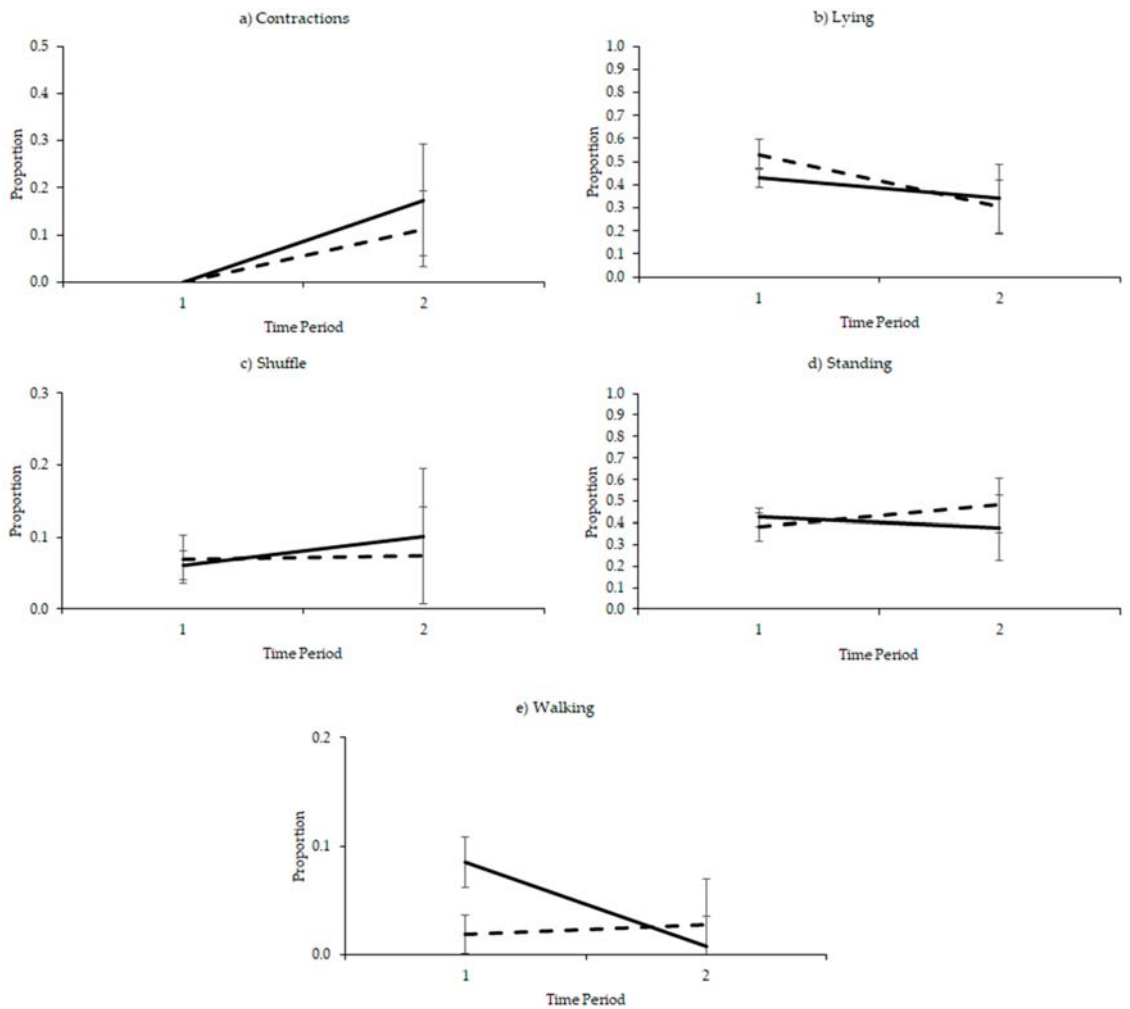 a) Contractions
0.5
0.4
0.3
0.2
0.1
0.0
Proportion
1 2
Time Period
b) Lying
1.0
0.9
0.8
0.7
0.6
0.5
0.4
0.3
0.2
0.1
0.0
Proportion
1 2
Time Period
c) Shuffle
0.3
0.2
0.1
0.0
Proportion
1 2
Time Period
d) Standing
1.0
0.9
0.8
0.7
0.6
0.5
0.4
0.3
0.2
0.1
0.0
Proportion
1 2
Time Period
e) Walking
0.2
0.1
0.0
Proportion
1 2
Time Period